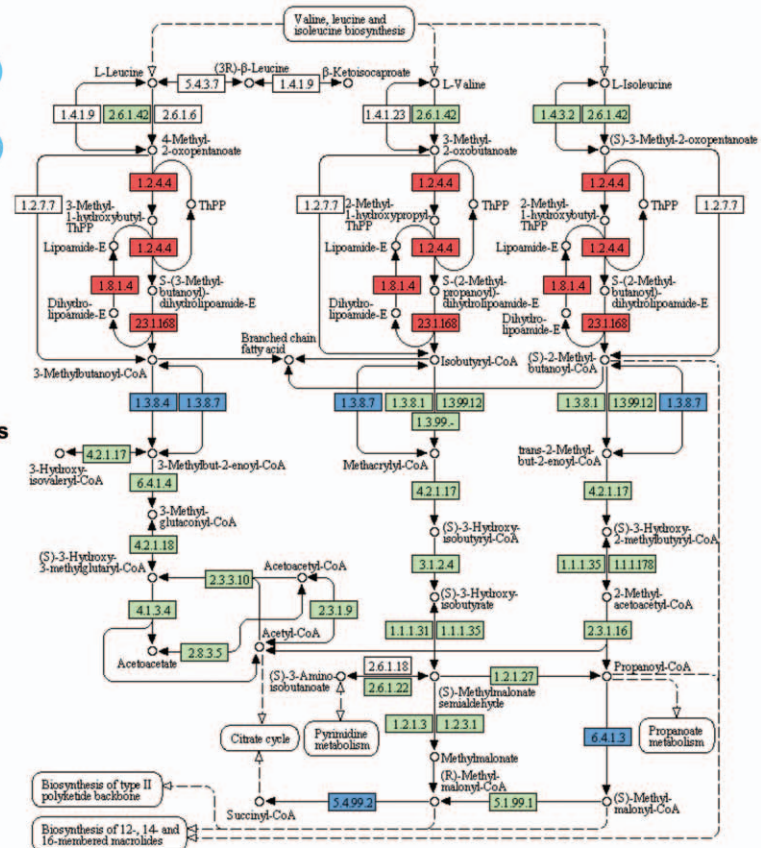 Valine, leucine and
isoleucine biosynthesis
L-Leucine
5.4.3.7
(3R)-β-Leucine
1.4.1.9
β-Ketoisocaproate
L-Valine
L-Isoleucine
1.4.1.9
2.6.1.42
2.6.1.6
1.4.1.23
2.6.1.42
1.4.3.2
2.6.1.42
4-Methyl-
2-oxopentanoate
3-Methyl-
2-oxobutanoate
(S)-3-Methyl-2-oxopentanoate
1.2.4.4
1.2.4.4
1.2.4.4
1.2.7.7
3-Methyl-
1-hydroxybutyl-
ThPP
ThPP
1.2.7.7
2-Methyl-
1-hydroxypropyl-
ThPP
ThPP
2-Methyl-
1-hydroxybutyl-
ThPP
ThPP
1.2.7.7
Lipoamide-E
1.2.4.4
Lipoamide-E
1.2.4.4
Lipoamide-E
1.2.4.4
1.8.1.4
S-(3-Methyl-
butanoyl)-
dihydrolipoamide-E
1.8.1.4
S-(2-Methyl-
propanoyl)-
dihydrolipoamide-E
1.8.1.4
S-(2-Methyl-
butanoyl)-
dihydrolipoamide-E
Dihydro-
lipoamide-E
2.3.1.168
Dihydro-
lipoamide-E
2.3.1.168
Dihydro-
lipoamide-E
2.3.1.168
3-Methylbutanoyl-CoA
Branched chain
fatty acid
Isobutyryl-CoA
(S)-2-Methyl-
butanoyl-CoA
1.3.8.4
1.3.8.7
1.3.8.7
1.3.8.1
1.3.99.12
1.3.99.-
1.3.8.1
1.3.99.12
1.3.8.7
s
4.2.1.17
3-Hydroxy-
isovaleryl-CoA
3-Methylbut-2-enoyl-CoA
Methacrylyl-CoA
trans-2-Methyl-
but-2-enoyl-CoA
6.4.1.4
4.2.1.17
4.2.1.17
3-Methyl-
glutaconyl-CoA
(S)-3-Hydroxy-
isobutyryl-CoA
(S)-3-Hydroxy-
2-methylbutyryl-CoA
4.2.1.18
3.1.2.4
1.1.1.35
1.1.1.178
(S)-3-Hydroxy-
3-methylglutaryl-CoA
2.3.3.10
Acetoacetyl-CoA
(S)-3-Hydroxy-
isobutyrate
2-Methyl-
acetoacetyl-CoA
4.1.3.4
2.3.1.9
1.1.1.31
1.1.1.35
2.3.1.16
Acetoacetate
2.8.3.5
Acetyl-CoA
(S)-3-Amino-
isobutanoate
2.6.1.18
2.6.1.22
(S)-Methylmalonate
semialdehyde
1.2.1.27
Propanoyl-CoA
Citrate cycle
Pyrimidine
metabolism
1.2.1.3
1.2.3.1
6.4.1.3
Propanoate
metabolism
Methylmalonate
Biosynthesis of type II
polyketide backbone
Succinyl-CoA
5.4.99.2
(R)-Methyl-
malonyl-CoA
5.1.99.1
(S)-Methyl-
malonyl-CoA
Biosynthesis of 12-, 14- and
16-membered macrolides